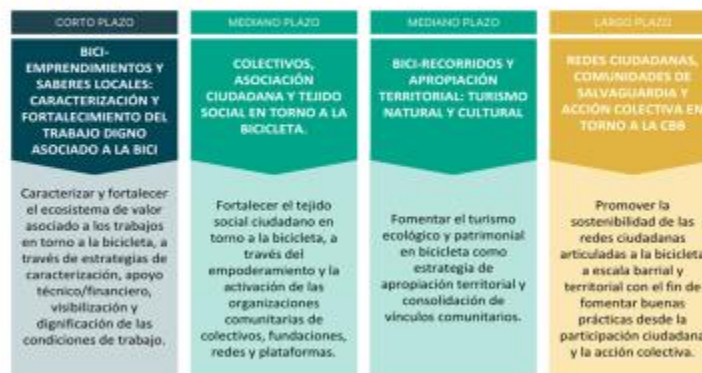 CORTO PLAZO
BICI-
EMPRENDIMIENTOS Y
SABERES LOCALES:
CARACTERIZACIÓN Y
FORTALECIMIENTO DEL
TRABAJO DIGNO
ASOCIADO A LA BICI
Caracterizar y fortalecer
el ecosistema de valor
asociado a los trabajos
en torno a la bicicleta, a
través de estrategias de
caracterización, apoyo
técnico/financiero,
visibilización y
dignificación de las
condiciones de trabajo.
MEDIANO PLAZO
COLECTIVOS,
ASOCIACIÓN
CIUDADANA Y TEJIDO
SOCIAL EN TORNO A LA
BICICLETA.
Fortalecer el tejido
social ciudadano en
torno a la bicicleta, a
través del
empoderamiento y la
activación de las
organizaciones
comunitarias de
colectivos, fundaciones,
redes y plataformas.
MEDIANO PLAZO
BICI-RECORRIDOS Y
APROPIACIÓN
TERRITORIAL: TURISMO
NATURAL Y CULTURAL
Fomentar el turismo
ecológico y patrimonial
en bicicleta como
estrategia de
apropiación territorial y
consolidación de
vínculos comunitarios.
LARGO PLAZO
REDES CIUDADANAS,
COMUNIDADES DE
SALVAGUARDIA Y
ACCIÓN COLECTIVA EN
TORNO A LA CBB
Promover la
sostenibilidad de las
redes ciudadanas
articuladas a la bicicleta
a escala barrial y
territorial con el fin de
fomentar buenas
prácticas desde la
participación ciudadana
y la acción colectiva.